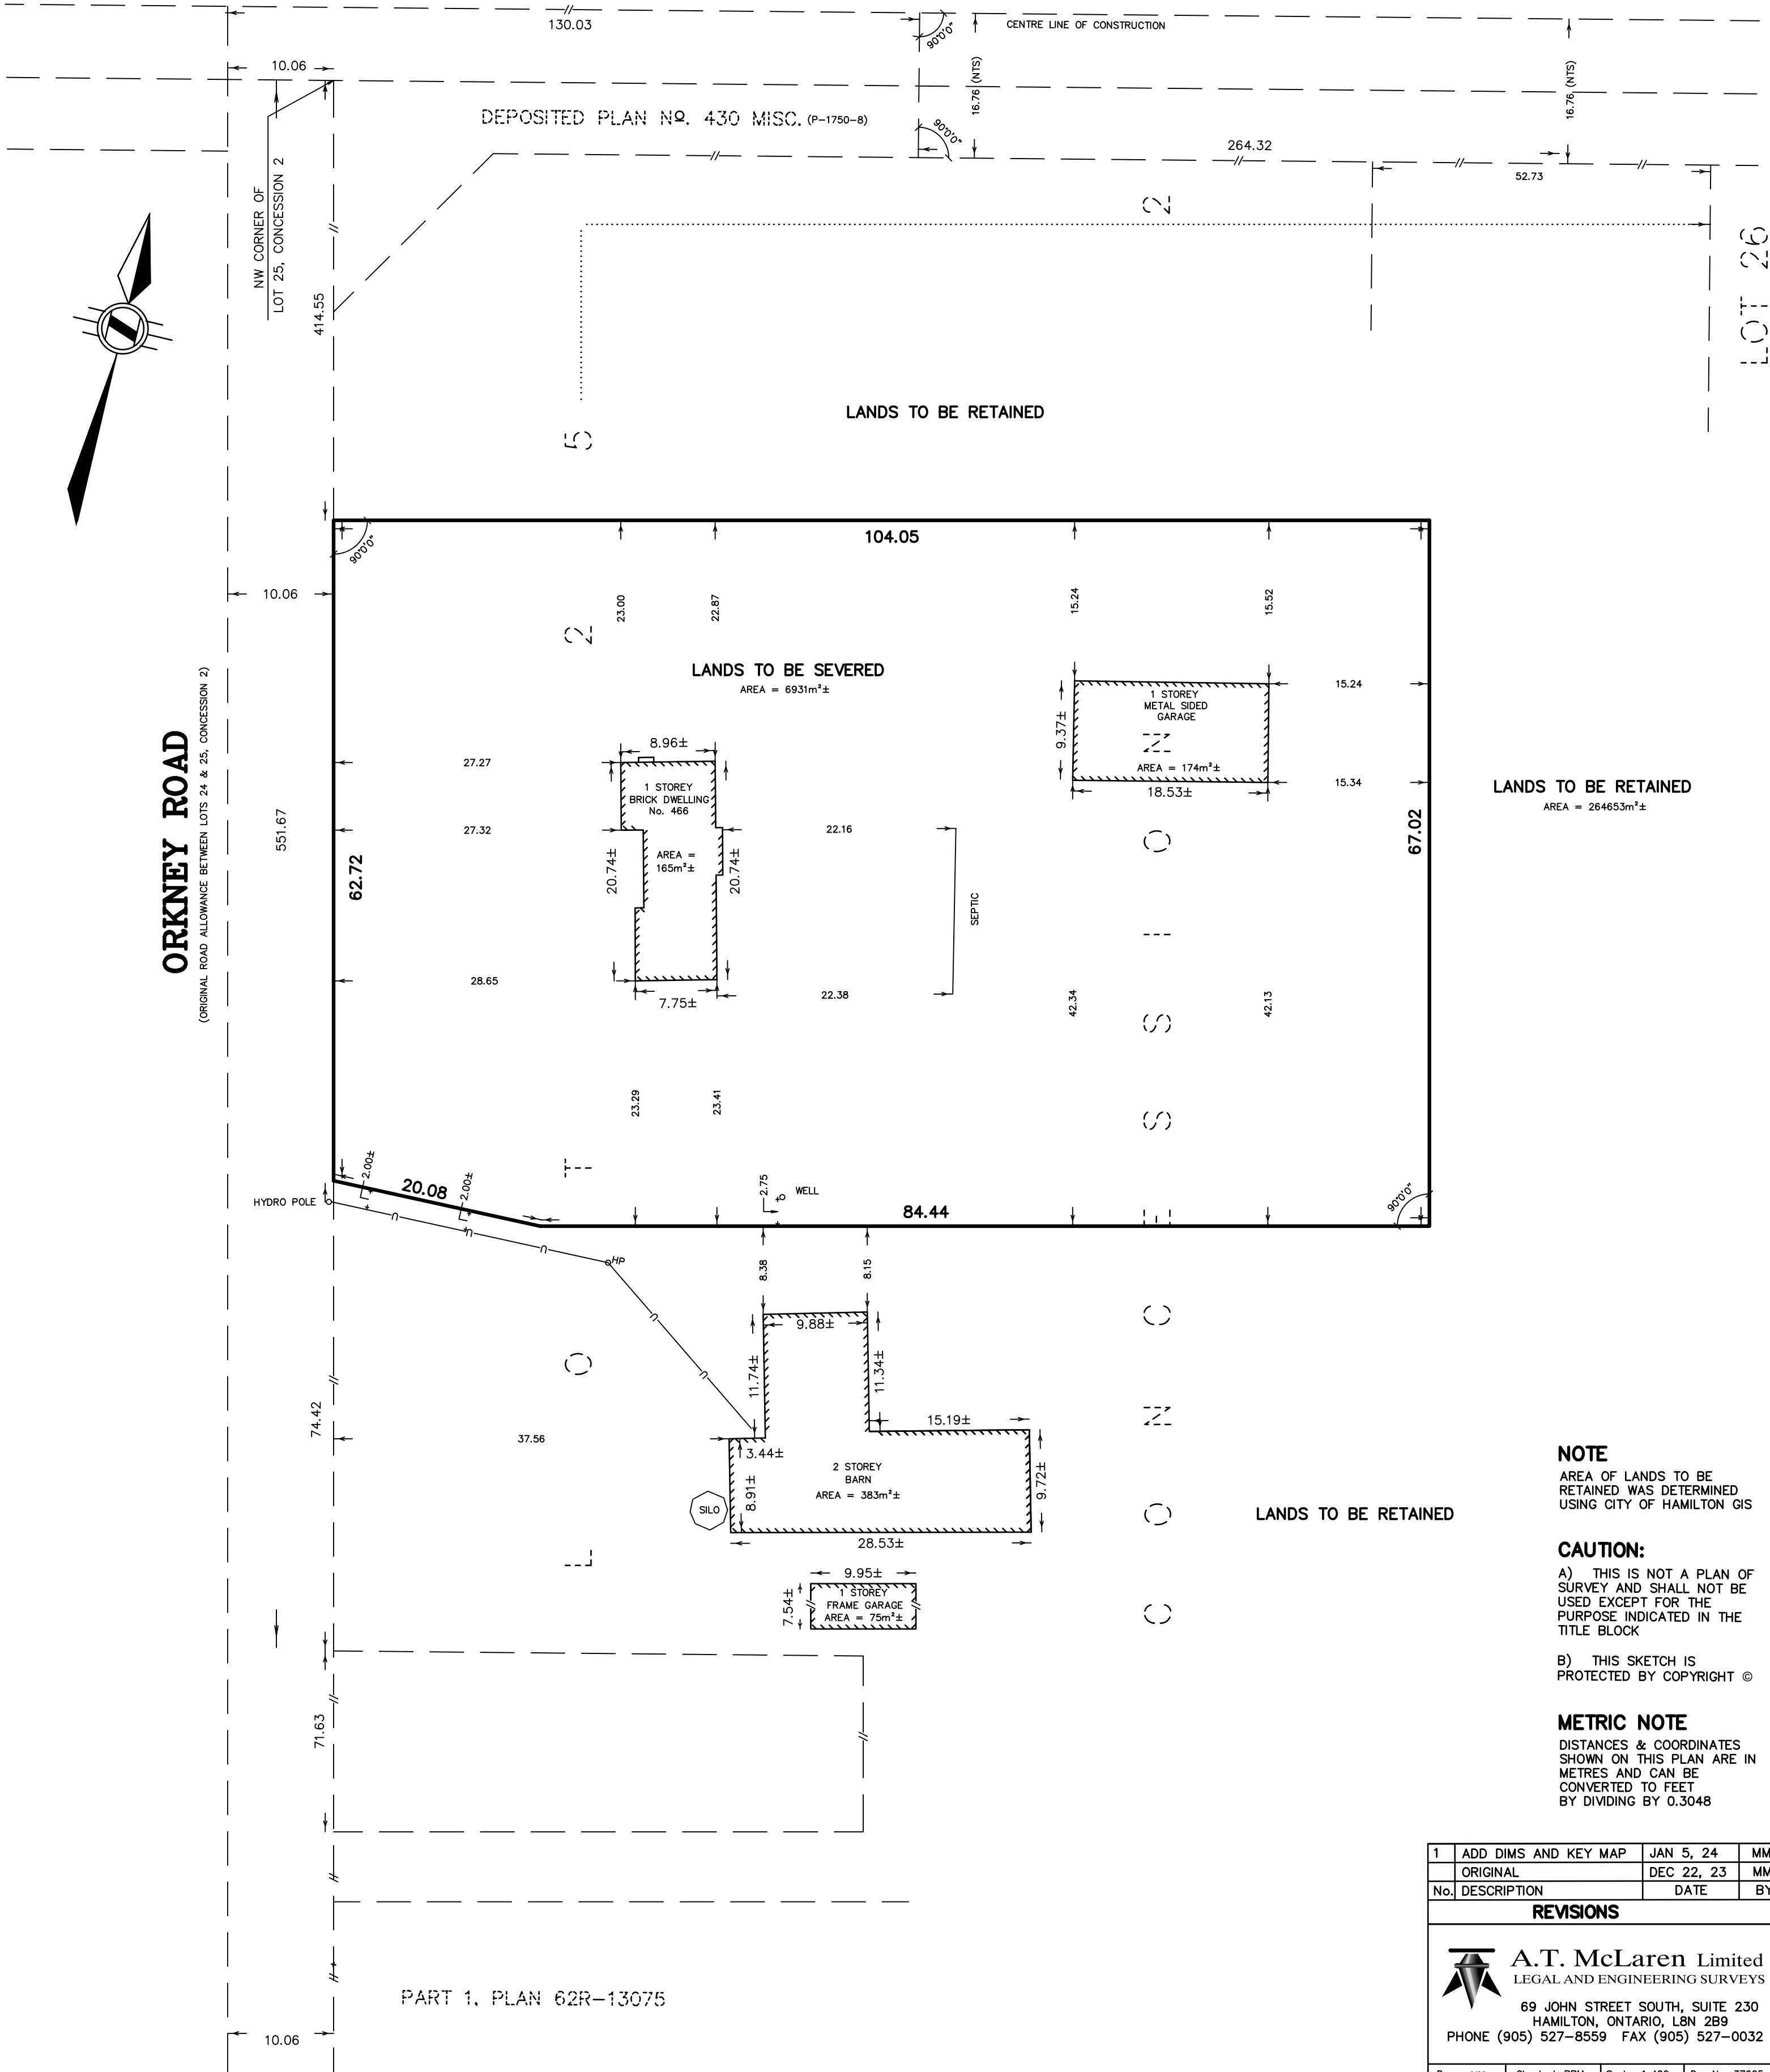 130.03
CENTRE LINE OF CONSTRUCTION
90°0'0"
10.06
16.76 (NTS)
16.76 (NTS)
DEPOSITED PLAN Nº. 430 MISC. (P-1750-8)
90°0'0"
264.32
52.73
NW CORNER OF
LOT 25, CONCESSION 2
414.55
LOT 26
LANDS TO BE RETAINED
104.05
90°0'0"
10.06
23.00
22.87
15.24
15.52
LANDS TO BE SEVERED
AREA = 6931m²±
ORKNEY ROAD
(ORIGINAL ROAD ALLOWANCE BETWEEN LOTS 24 & 25, CONCESSION 2)
551.67
62.72
27.27
27.32
28.65
8.96±
1 STOREY
BRICK DWELLING
No. 466
AREA =
165m²±
20.74±
20.74±
7.75±
22.16
22.38
SEPTIC
1 STOREY
METAL SIDED
GARAGE
AREA = 174m²±
9.37±
18.53±
15.24
15.34
67.02
LANDS TO BE RETAINED
AREA = 264653m²±
42.34
42.13
23.29
23.41
2.00±
20.08
2.00±
HYDRO POLE
2.75
WELL
84.44
90°0'0"
HP
8.38
8.15
9.88±
11.74±
11.34±
15.19±
3.44±
74.42
37.56
2 STOREY
BARN
AREA = 383m²±
8.91±
9.72±
SILO
28.53±
LANDS TO BE RETAINED
9.95±
7.54±
1 STOREY
FRAME GARAGE
AREA = 75m²±
71.63
LOT 25
CONCESSION 2
PART 1, PLAN 62R-13075
10.06
NOTE
AREA OF LANDS TO BE
RETAINED WAS DETERMINED
USING CITY OF HAMILTON GIS
CAUTION:
A) THIS IS NOT A PLAN OF
SURVEY AND SHALL NOT BE
USED EXCEPT FOR THE
PURPOSE INDICATED IN THE
TITLE BLOCK
B) THIS SKETCH IS
PROTECTED BY COPYRIGHT ©
METRIC NOTE
DISTANCES & COORDINATES
SHOWN ON THIS PLAN ARE IN
METRES AND CAN BE
CONVERTED TO FEET
BY DIVIDING BY 0.3048
1 ADD DIMS AND KEY MAP JAN 5, 24 MM
ORIGINAL DEC 22, 23 MM
No. DESCRIPTION DATE BY
REVISIONS
A.T. McLaren Limited
LEGAL AND ENGINEERING SURVEYS
69 JOHN STREET SOUTH, SUITE 230
HAMILTON, ONTARIO, L8N 2B9
PHONE (905) 527-8559 FAX (905) 527-0032